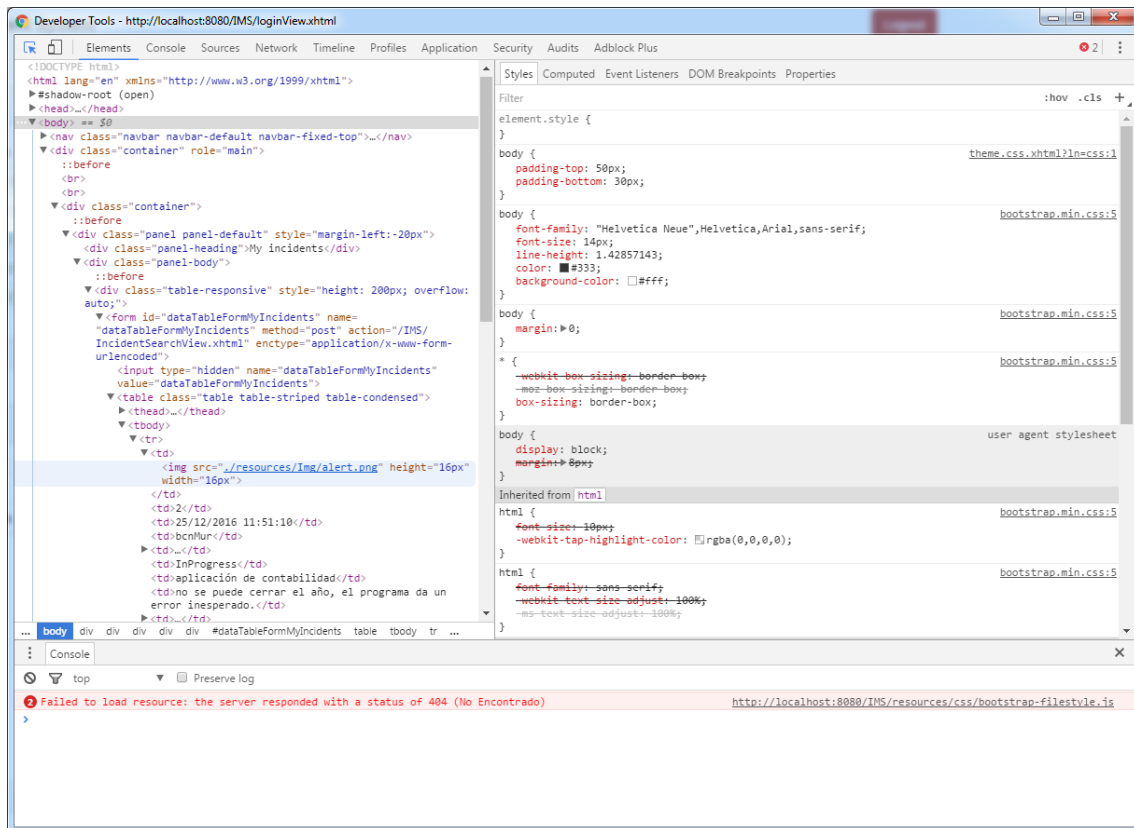 Developer Tools - http://localhost:8080/IMS/loginView.xhtml
Elements Console Sources Network Timeline Profiles Application Security Audits Adblock Plus 2
<!DOCTYPE html>
<html lang="en" xmlns="http://www.w3.org/1999/xhtml">
#shadow-root (open)
<head>…</head>
<body> == $0
<nav class="navbar navbar-default navbar-fixed-top">…</nav>
<div class="container" role="main">
::before
<br>
<br>
<div class="container">
::before
<div class="panel panel-default" style="margin-left:-20px">
<div class="panel-heading">My incidents</div>
<div class="panel-body">
::before
<div class="table-responsive" style="height: 200px; overflow:
auto;">
<form id="dataTableFormMyIncidents" name=
"dataTableFormMyIncidents" method="post" action="/IMS/
IncidentSearchView.xhtml" enctype="application/x-www-form-
urlencoded">
<input type="hidden" name="dataTableFormMyIncidents"
value="dataTableFormMyIncidents">
<table class="table table-striped table-condensed">
<thead>…</thead>
<tbody>
<tr>
<td>
<img src="./resources/Img/alert.png" height="16px"
width="16px">
</td>
<td>2</td>
<td>25/12/2016 11:51:10</td>
<td>bcnMur</td>
<td>…</td>
<td>InProgress</td>
<td>aplicación de contabilidad</td>
<td>no se puede cerrar el año, el programa da un
error inesperado.</td>
<td>…</td>
... body div div div div div #dataTableFormMyIncidents table tbody tr ...
Styles Computed Event Listeners DOM Breakpoints Properties
Filter :hov .cls +
element.style {
}
body { theme.css.xhtml?ln=css:1
padding-top: 50px;
padding-bottom: 30px;
}
body { bootstrap.min.css:5
font-family: "Helvetica Neue",Helvetica,Arial,sans-serif;
font-size: 14px;
line-height: 1.42857143;
color: #333;
background-color: #fff;
}
body { bootstrap.min.css:5
margin: 0;
}
* { bootstrap.min.css:5
-webkit-box-sizing: border-box;
-moz-box-sizing: border-box;
box-sizing: border-box;
}
body { user agent stylesheet
display: block;
margin: 8px;
}
Inherited from html
html { bootstrap.min.css:5
font-size: 10px;
-webkit-tap-highlight-color: rgba(0,0,0,0);
}
html { bootstrap.min.css:5
font-family: sans-serif;
-webkit-text-size-adjust: 100%;
-ms-text-size-adjust: 100%;
}
Console
top Preserve log
2 Failed to load resource: the server responded with a status of 404 (No Encontrado) http://localhost:8080/IMS/resources/css/bootstrap-filestyle.js
>